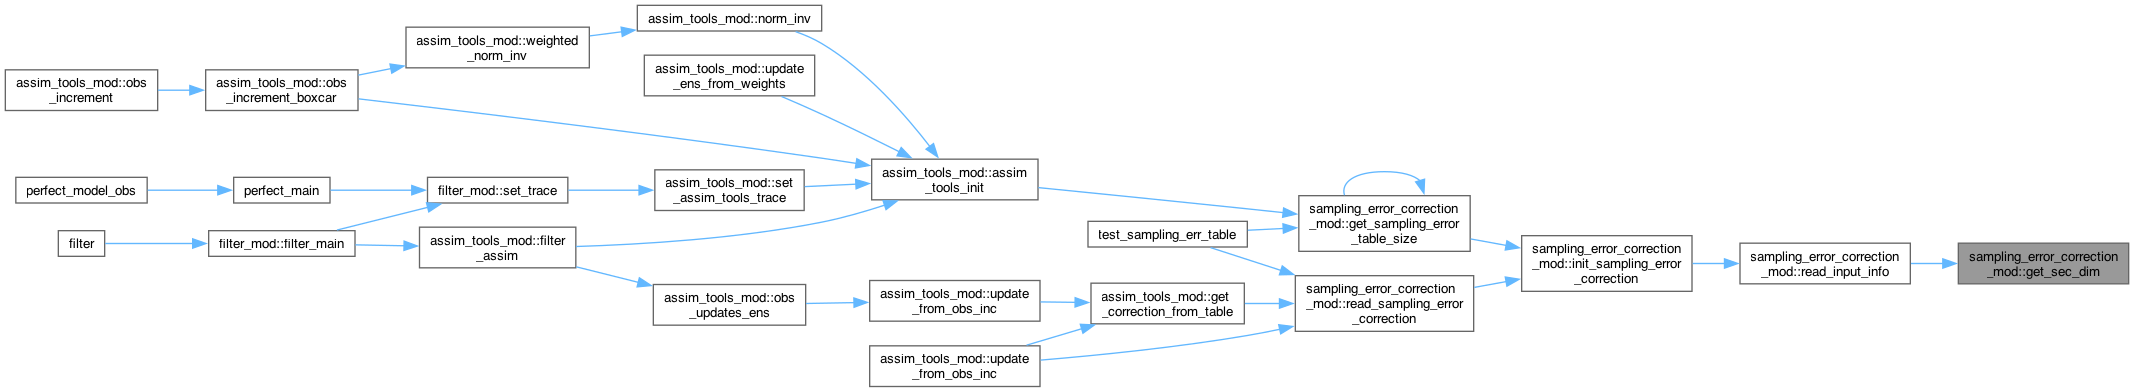 assim_tools_mod::norm_inv
assim_tools_mod::weighted
_norm_inv
assim_tools_mod::update
_ens_from_weights
assim_tools_mod::obs
_increment
assim_tools_mod::obs
_increment_boxcar
assim_tools_mod::assim
_tools_init
perfect_model_obs
perfect_main
filter_mod::set_trace
assim_tools_mod::set
_assim_tools_trace
filter
filter_mod::filter_main
assim_tools_mod::filter
_assim
test_sampling_err_table
sampling_error_correction
_mod::get_sampling_error
_table_size
sampling_error_correction
_mod::init_sampling_error
_correction
sampling_error_correction
_mod::read_input_info
sampling_error_correction
_mod::get_sec_dim
assim_tools_mod::obs
_updates_ens
assim_tools_mod::update
_from_obs_inc
assim_tools_mod::get
_correction_from_table
sampling_error_correction
_mod::read_sampling_error
_correction
assim_tools_mod::update
_from_obs_inc